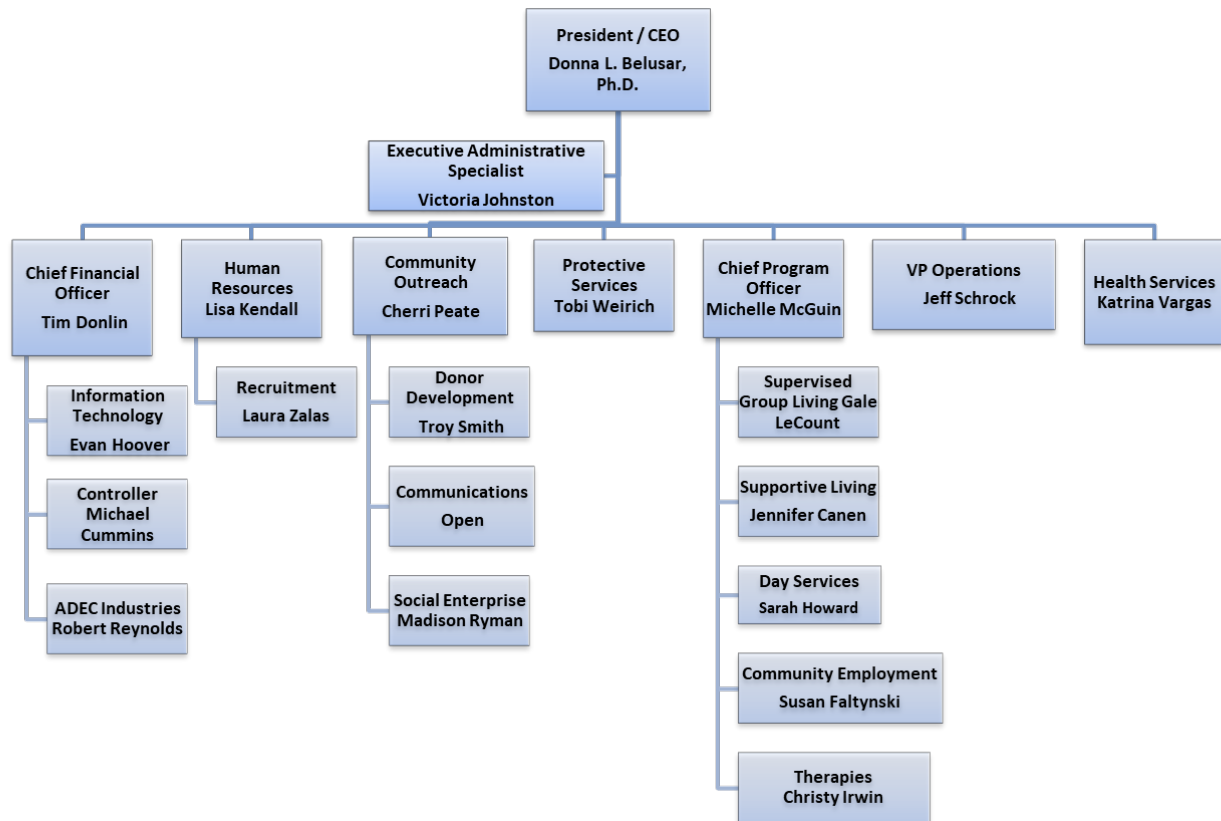 President / CEO
Donna L. Belusar,
Ph.D.
Executive Administrative
Specialist
Victoria Johnston
Chief Financial
Officer
Tim Donlin
Human
Resources
Lisa Kendall
Community
Outreach
Cherri Peate
Protective
Services
Tobi Weirich
Chief Program
Officer
Michelle McGuin
VP Operations
Jeff Schrock
Health Services
Katrina Vargas
Information
Technology
Evan Hoover
Controller
Michael
Cummins
ADEC Industries
Robert Reynolds
Recruitment
Laura Zalas
Donor
Development
Troy Smith
Communications
Open
Social Enterprise
Madison Ryman
Supervised
Group Living Gale
LeCount
Supportive Living
Jennifer Canen
Day Services
Sarah Howard
Community Employment
Susan Faltynski
Therapies
Christy Irwin